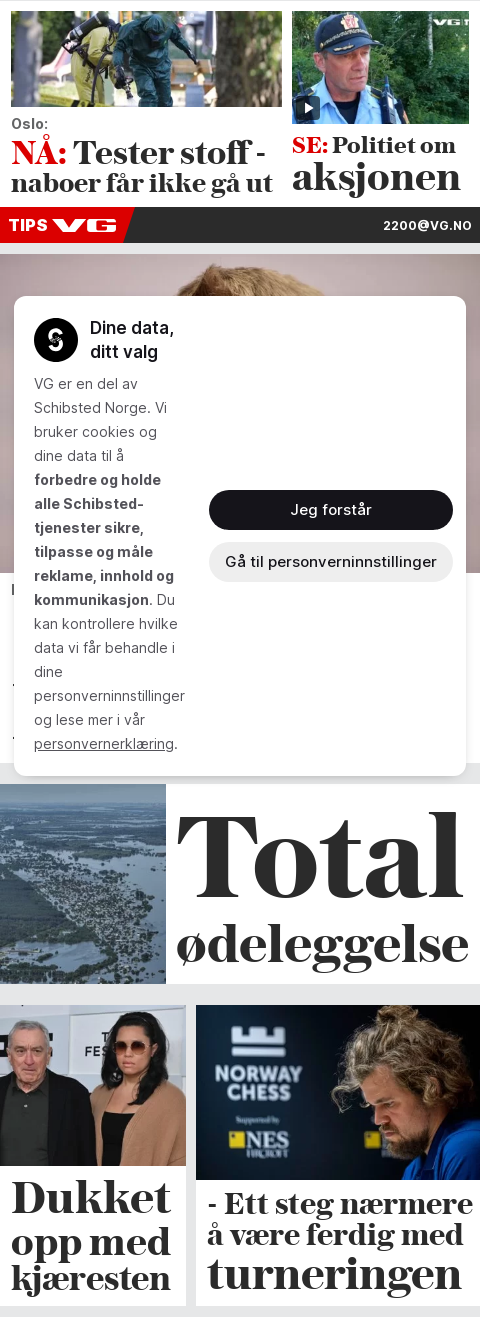 Oslo:
NÅ: Tester stoff -
naboer får ikke gå ut
VG
SE: Politiet om
aksjonen
TIPS VG
2200@VG.NO
Dine data,
ditt valg
VG er en del av
Schibsted Norge. Vi
bruker cookies og
dine data til å
forbedre og holde
alle Schibsted-
tjenester sikre,
tilpasse og måle
reklame, innhold og
kommunikasjon. Du
kan kontrollere hvilke
data vi får behandle i
dine
personverninnstillinger
og lese mer i vår
personvernerklæring.
Jeg forstår
Gå til personverninnstillinger
Total
ødeleggelse
Dukket
opp med
kjæresten
NORWAY
CHESS
Supported by
NES
- Ett steg nærmere
å være ferdig med
turneringen